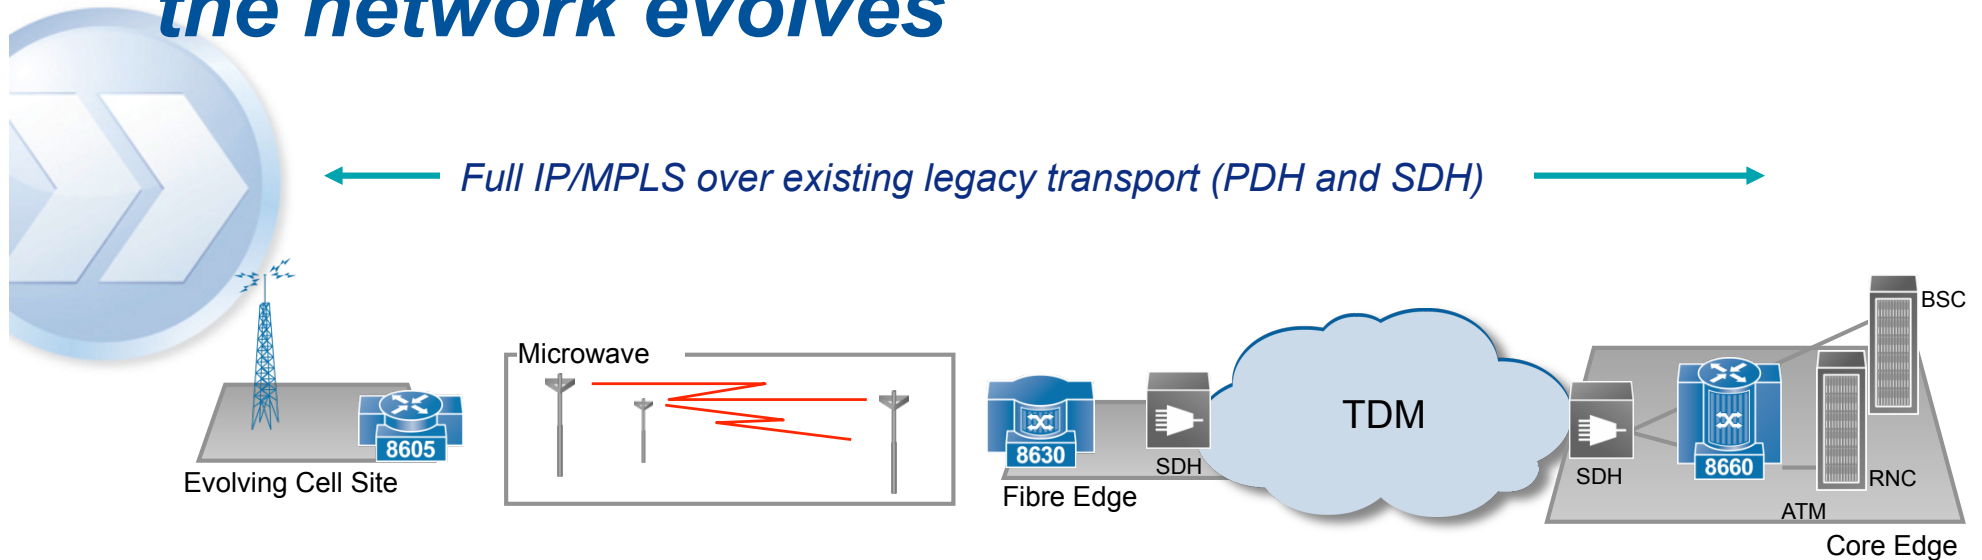 the network evolves
Full IP/MPLS over existing legacy transport (PDH and SDH)
BSC
Microwave
TDM
8605
8630
SDH
SDH
8660
RNC
Evolving Cell Site
Fibre Edge
ATM
Core Edge